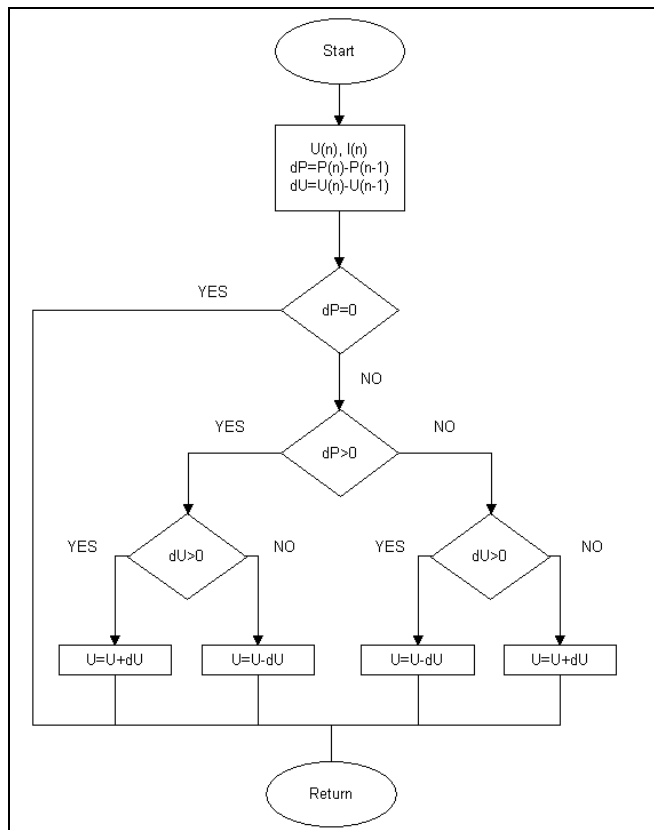 Start
U(n), I(n)
dP=P(n)-P(n-1)
dU=U(n)-U(n-1)
YES
dP=0
NO
YES
NO
dP>0
YES
dU>0
NO
YES
dU>0
NO
U=U+dU
U=U-dU
U=U-dU
U=U+dU
Return